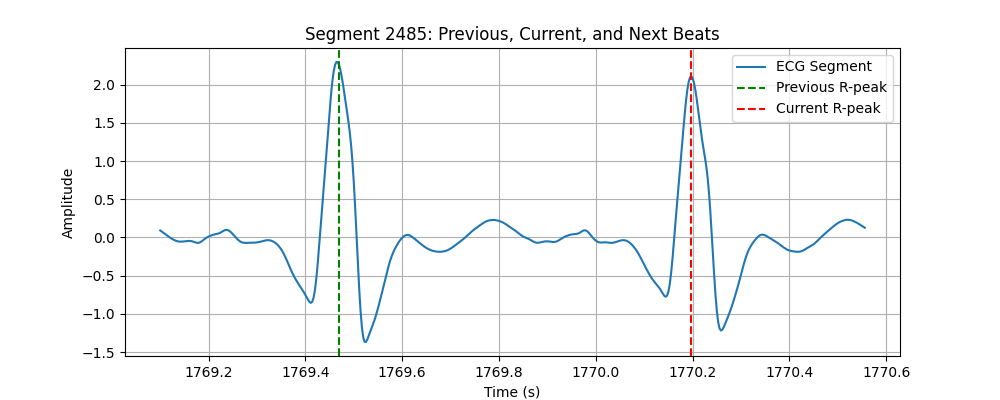 Segment 2485: Previous, Current, and Next Beats
ECG Segment
Previous R-peak
Current R-peak
2.0
1.5
1.0
0.5
0.0
−0.5
−1.0
−1.5
Amplitude
1769.2 1769.4 1769.6 1769.8 1770.0 1770.2 1770.4 1770.6
Time (s)